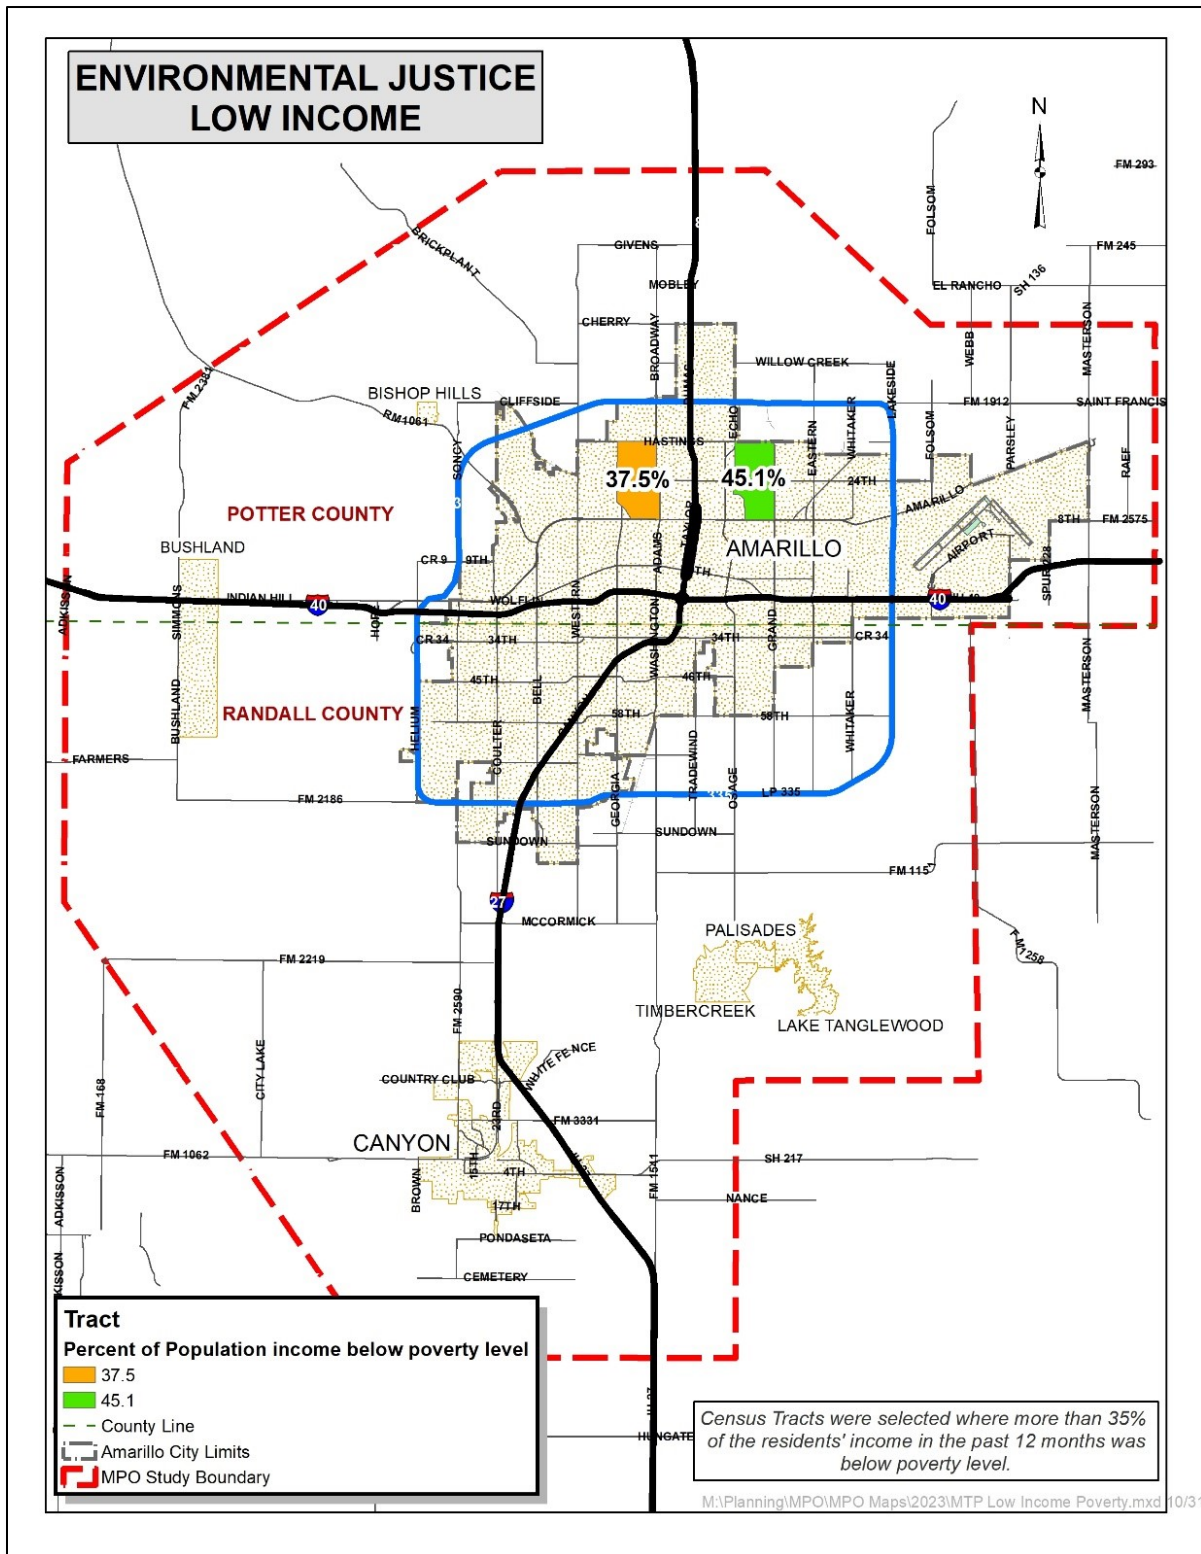 ENVIRONMENTAL JUSTICE
LOW INCOME
N
FM 293
FOLSOM
BRICKPLANT
GIVENS
FM 245
SH 136
MOBLEY
EL RANCHO
MASTERSON
CHERRY
BROADWAY
WEBB
WILLOW CREEK
FM 2381
LAKESIDE
BISHOP HILLS
DUMAS
CLIFFSIDE
FM 1912
SAINT FRANCIS
RM1061
ECHO
WHITAKER
FOLSOM
PARSLEY
SONCY
HASTINGS
EASTERN
RAEF
37.5%
45.1%
24TH
AMARILLO
POTTER COUNTY
TAYLOR
8TH
FM 2575
BUSHLAND
ADAMS
AMARILLO
AIRPORT
CR 9
9TH
SPUR 228
ADKISSON
SIMMONS
INDIAN HILL
40
HOPE
WOLFLIN
WESTERN
40
CR 34
34TH
WASHINGTON
34TH
GRAND
CR 34
45TH
BELL
46TH
MASTERSON
RANDALL COUNTY
BUSHLAND
HELIUM
58TH
58TH
WHITAKER
COULTER
FARMERS
TRADEWIND
OSAGE
FM 2186
GEORGIA
335
LP 335
MASTERSON
SUNDOWN
SUNDOWN
FM 1151
27
MCCORMICK
PALISADES
FM 1258
FM 2219
TIMBERCREEK
LAKE TANGLEWOOD
FM 2590
CITY LAKE
FM 168
WHITE FENCE
COUNTRY CLUB
23RD
FM 3331
CANYON
FM 1062
15TH
4TH
IH 27
FM 1541
SH 217
ADKISSON
BROWN
NANCE
17TH
PONDASETA
CEMETERY
KISSON
Tract
Percent of Population income below poverty level
37.5
45.1
County Line
Amarillo City Limits
MPO Study Boundary
IH 27
HUNGATE
Census Tracts were selected where more than 35%
of the residents' income in the past 12 months was
below poverty level.
M:\Planning\MPO\MPO Maps\2023\MTP Low Income Poverty.mxd 10/31